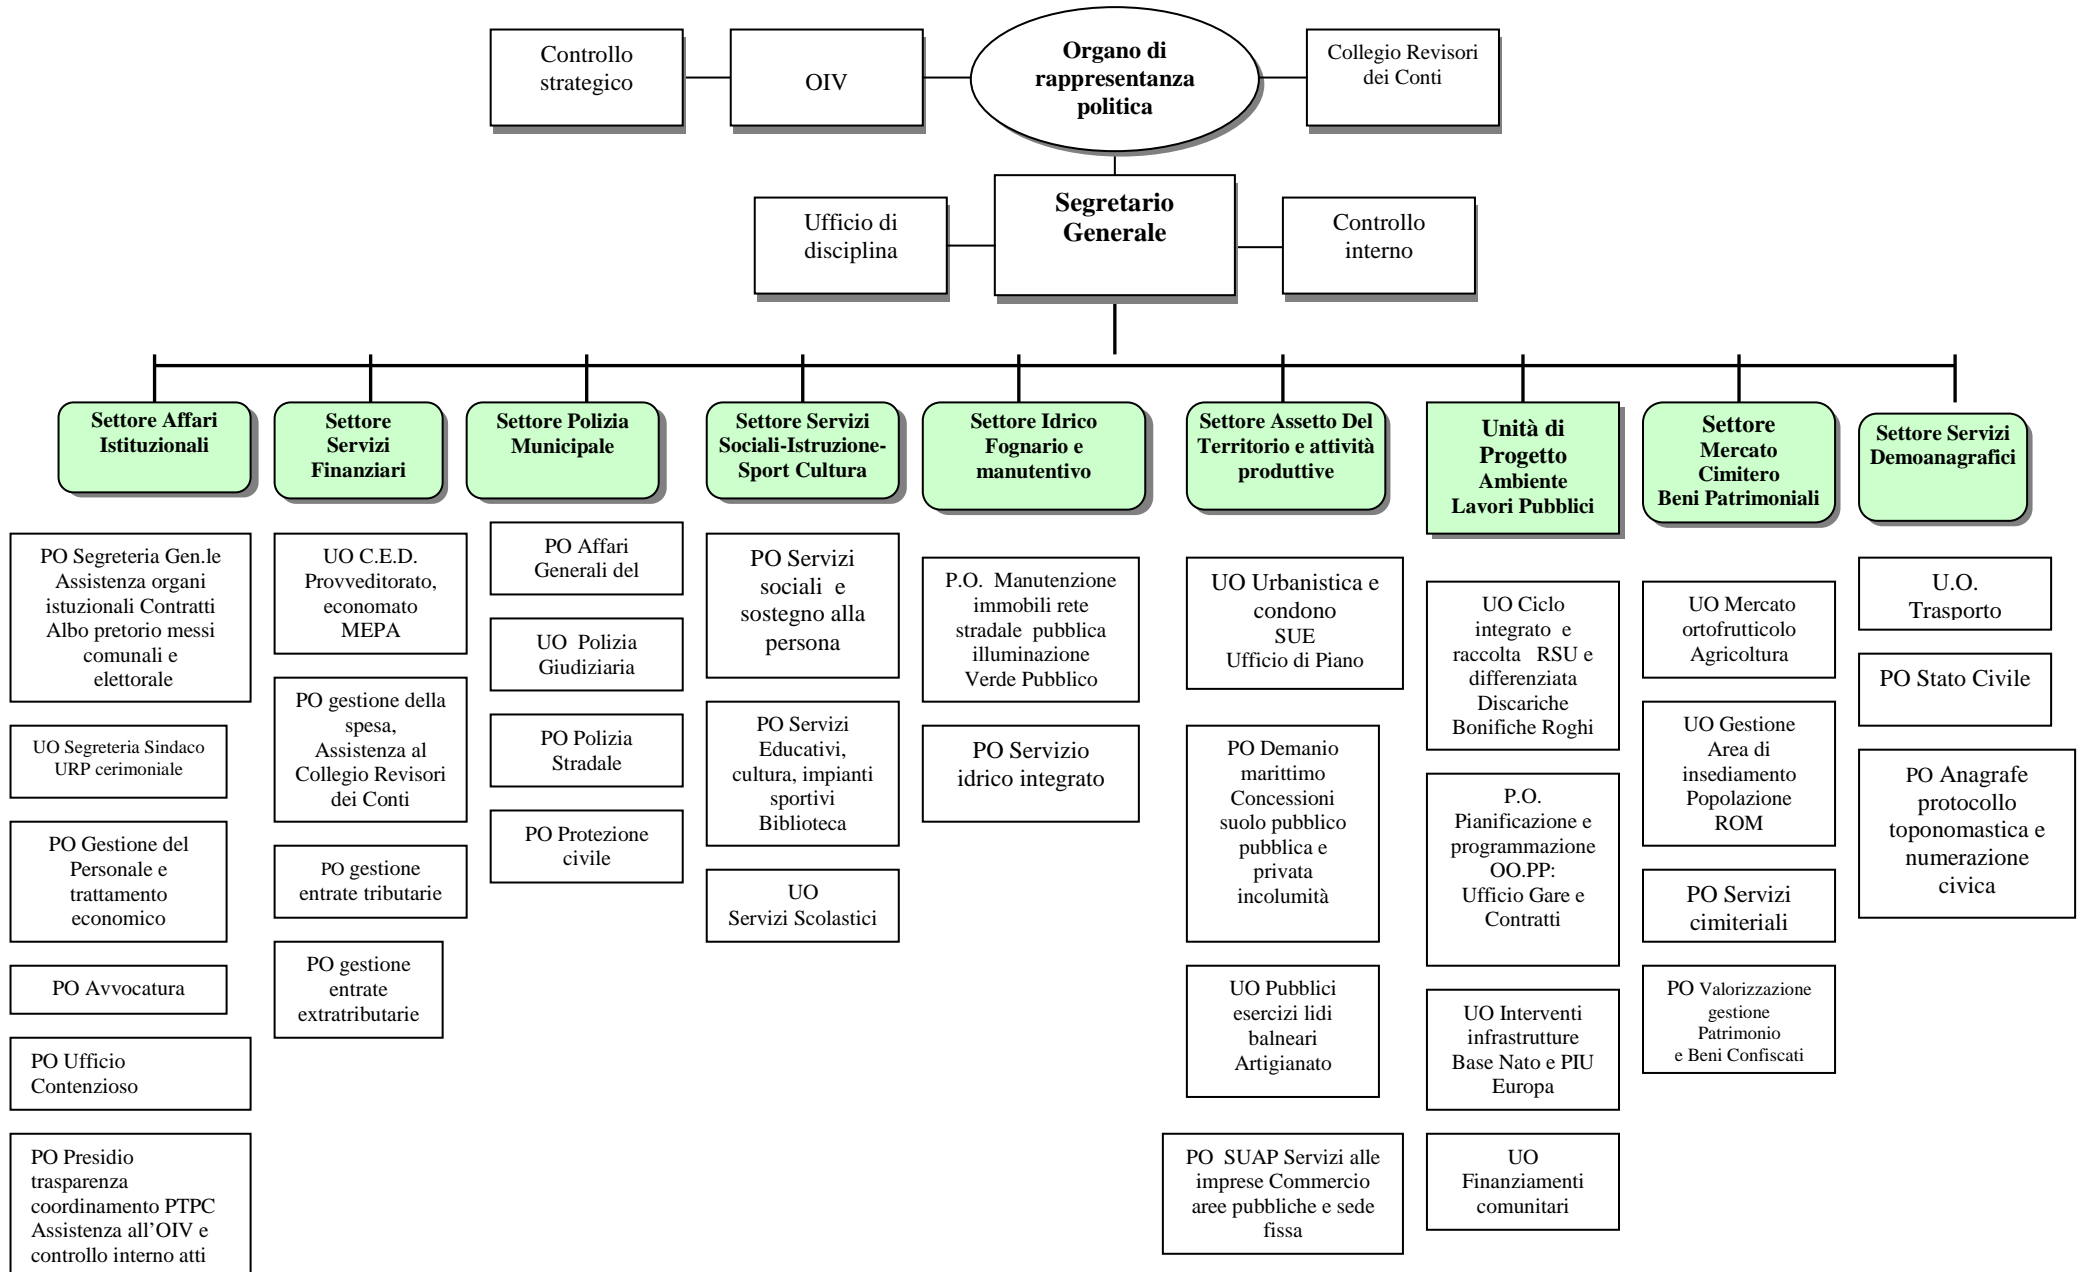 Controllo
strategico
OIV
Organo di
rappresentanza
politica
Collegio Revisori
dei Conti
Ufficio di
disciplina
Segretario
Generale
Controllo
interno
Settore Affari
Istituzionali
Settore
Servizi
Finanziari
Settore Polizia
Municipale
Settore Servizi
Sociali-Istruzione-
Sport Cultura
Settore Idrico
Fognario e
manutentivo
Settore Assetto Del
Territorio e attività
produttive
Unità di
Progetto
Ambiente
Lavori Pubblici
Settore
Mercato
Cimitero
Beni Patrimoniali
Settore Servizi
Demoanagrafici
PO Segreteria Gen.le
Assistenza organi
istuzionali Contratti
Albo pretorio messi
comunali e
elettorale
UO Segreteria Sindaco
URP cerimoniale
PO Gestione del
Personale e
trattamento
economico
PO Avvocatura
PO Ufficio
Contenzioso
PO Presidio
trasparenza
coordinamento PTPC
Assistenza all’OIV e
controllo interno atti
UO C.E.D.
Provveditorato,
economato
MEPA
PO gestione della
spesa,
Assistenza al
Collegio Revisori
dei Conti
PO gestione
entrate tributarie
PO gestione
entrate
extratributarie
PO Affari
Generali del
UO Polizia
Giudiziaria
PO Polizia
Stradale
PO Protezione
civile
PO Servizi
sociali e
sostegno alla
persona
PO Servizi
Educativi,
cultura, impianti
sportivi
Biblioteca
UO
Servizi Scolastici
P.O. Manutenzione
immobili rete
stradale pubblica
illuminazione
Verde Pubblico
PO Servizio
idrico integrato
UO Urbanistica e
condono
SUE
Ufficio di Piano
PO Demanio
marittimo
Concessioni
suolo pubblico
pubblica e
privata
incolumità
UO Pubblici
esercizi lidi
balneari
Artigianato
PO SUAP Servizi alle
imprese Commercio
aree pubbliche e sede
fissa
UO Ciclo
integrato e
raccolta RSU e
differenziata
Discariche
Bonifiche Roghi
P.O.
Pianificazione e
programmazione
OO.PP:
Ufficio Gare e
Contratti
UO Interventi
infrastrutture
Base Nato e PIU
Europa
UO
Finanziamenti
comunitari
UO Mercato
ortofrutticolo
Agricoltura
UO Gestione
Area di
insediamento
Popolazione
ROM
PO Servizi
cimiteriali
PO Valorizzazione
gestione
Patrimonio
e Beni Confiscati
U.O.
Trasporto
PO Stato Civile
PO Anagrafe
protocollo
toponomastica e
numerazione
civica